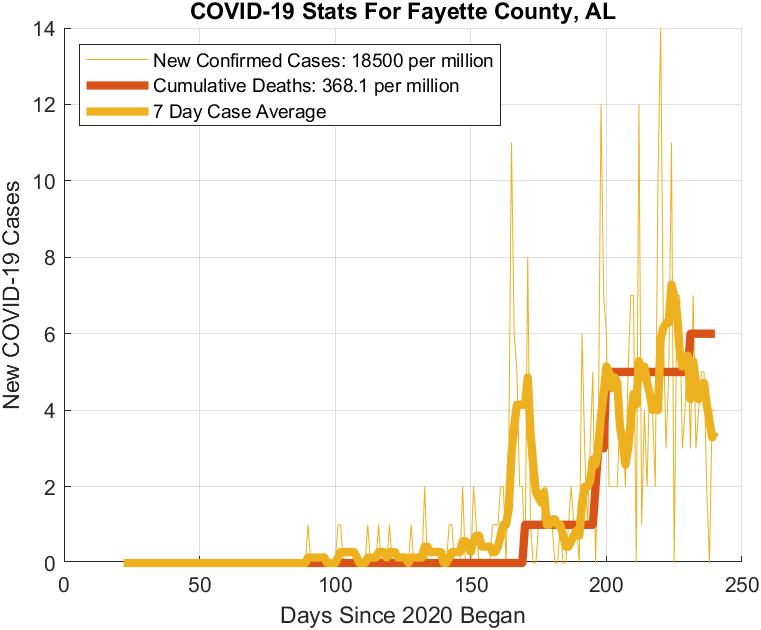 COVID-19 Stats For Fayette County, AL
New Confirmed Cases: 18500 per million
Cumulative Deaths: 368.1 per million
7 Day Case Average
New COVID-19 Cases
14
12
10
8
6
4
2
0
0 50 100 150 200 250
Days Since 2020 Began